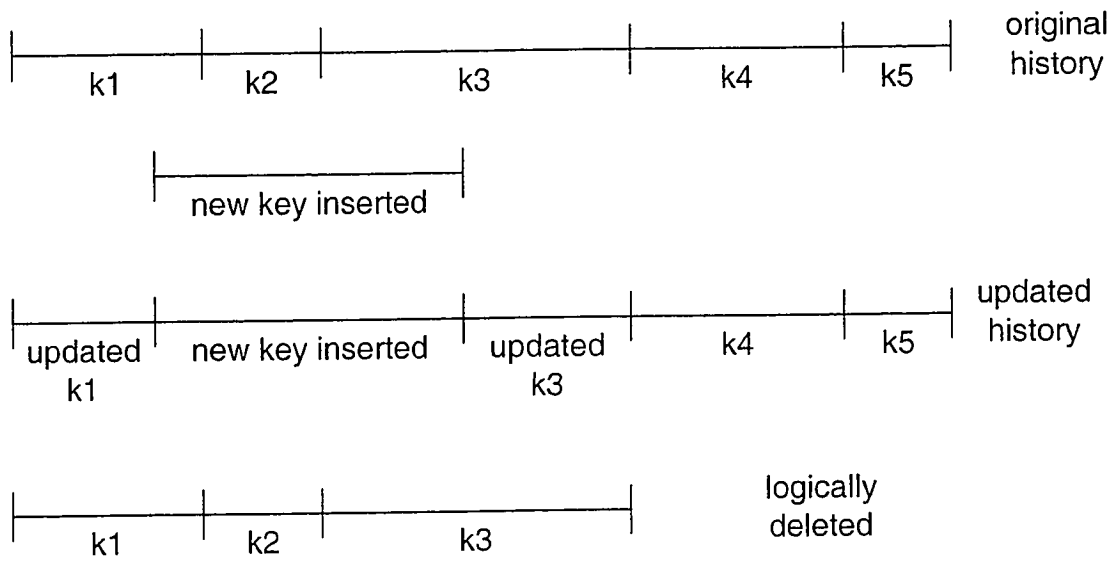 original
history
k1 k2 k3 k4 k5
new key inserted
updated
history
updated new key inserted updated k4 k5
k1 k3
logically
deleted
k1 k2 k3